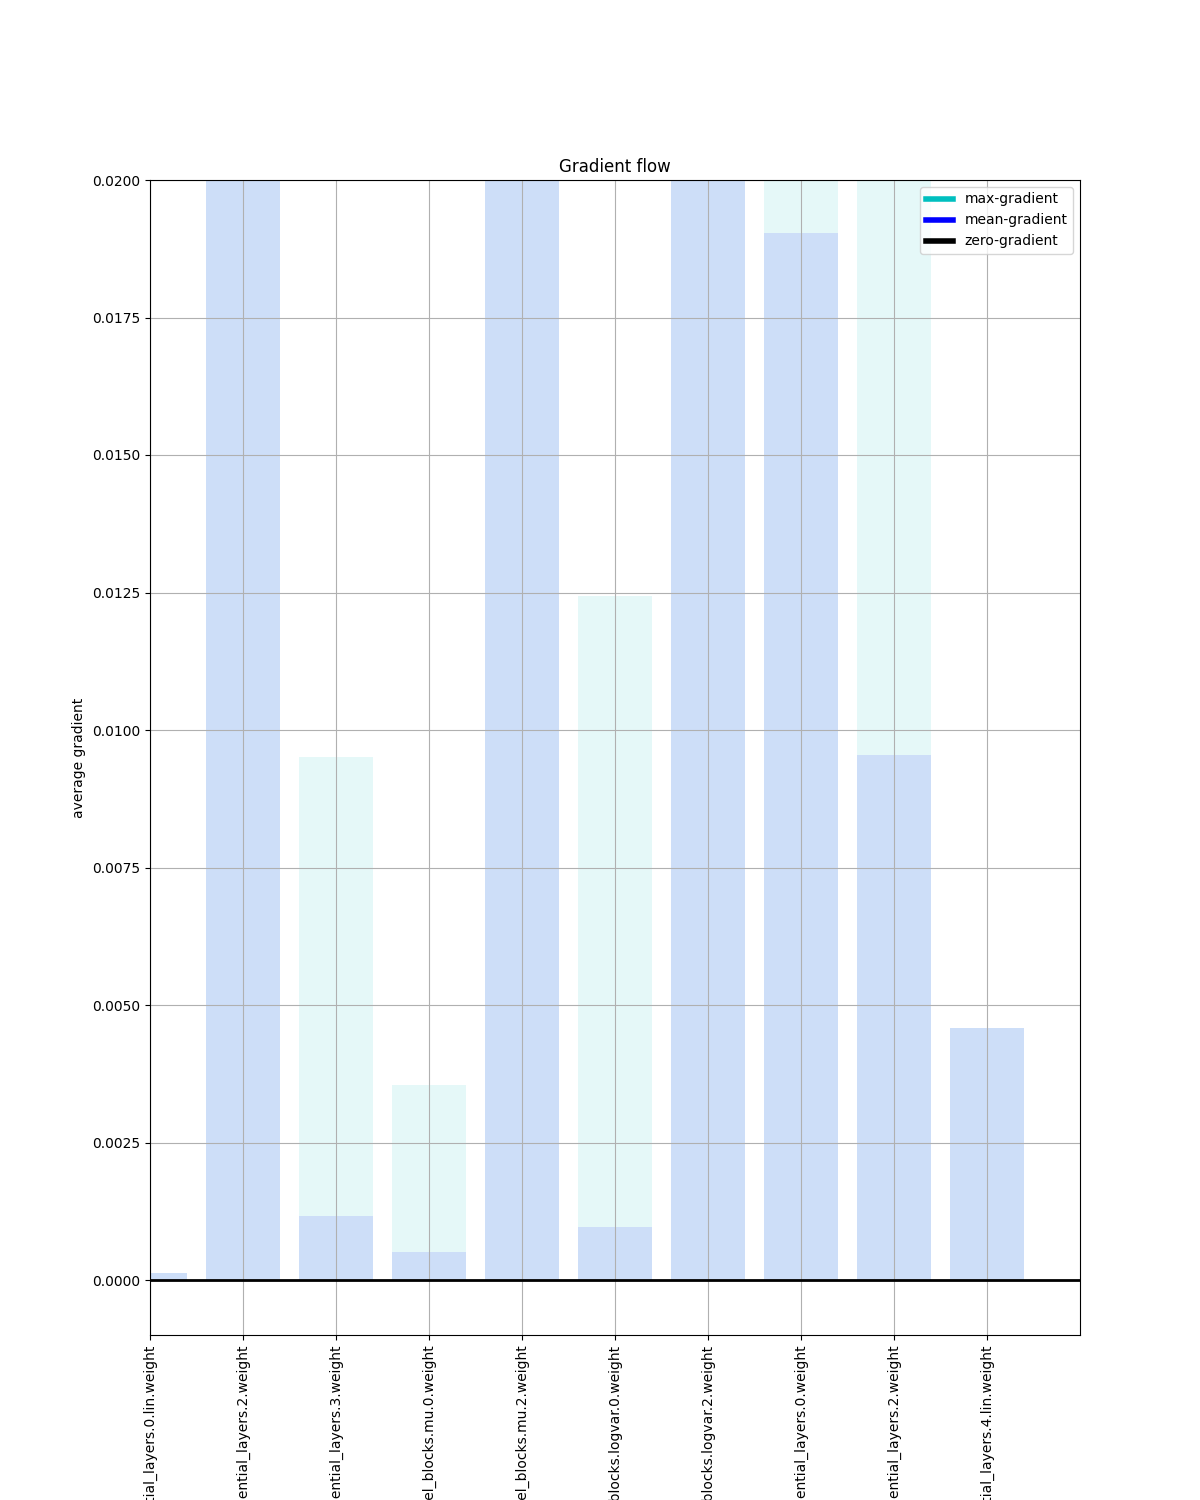 Gradient flow
max-gradient
mean-gradient
zero-gradient
0.0200
0.0175
0.0150
0.0125
0.0100
0.0075
0.0050
0.0025
0.0000
average gradient
tial_layers.0.lin.weight
ential_layers.2.weight
ential_layers.3.weight
el_blocks.mu.0.weight
el_blocks.mu.2.weight
blocks.logvar.0.weight
blocks.logvar.2.weight
ential_layers.0.weight
ential_layers.2.weight
tial_layers.4.lin.weight